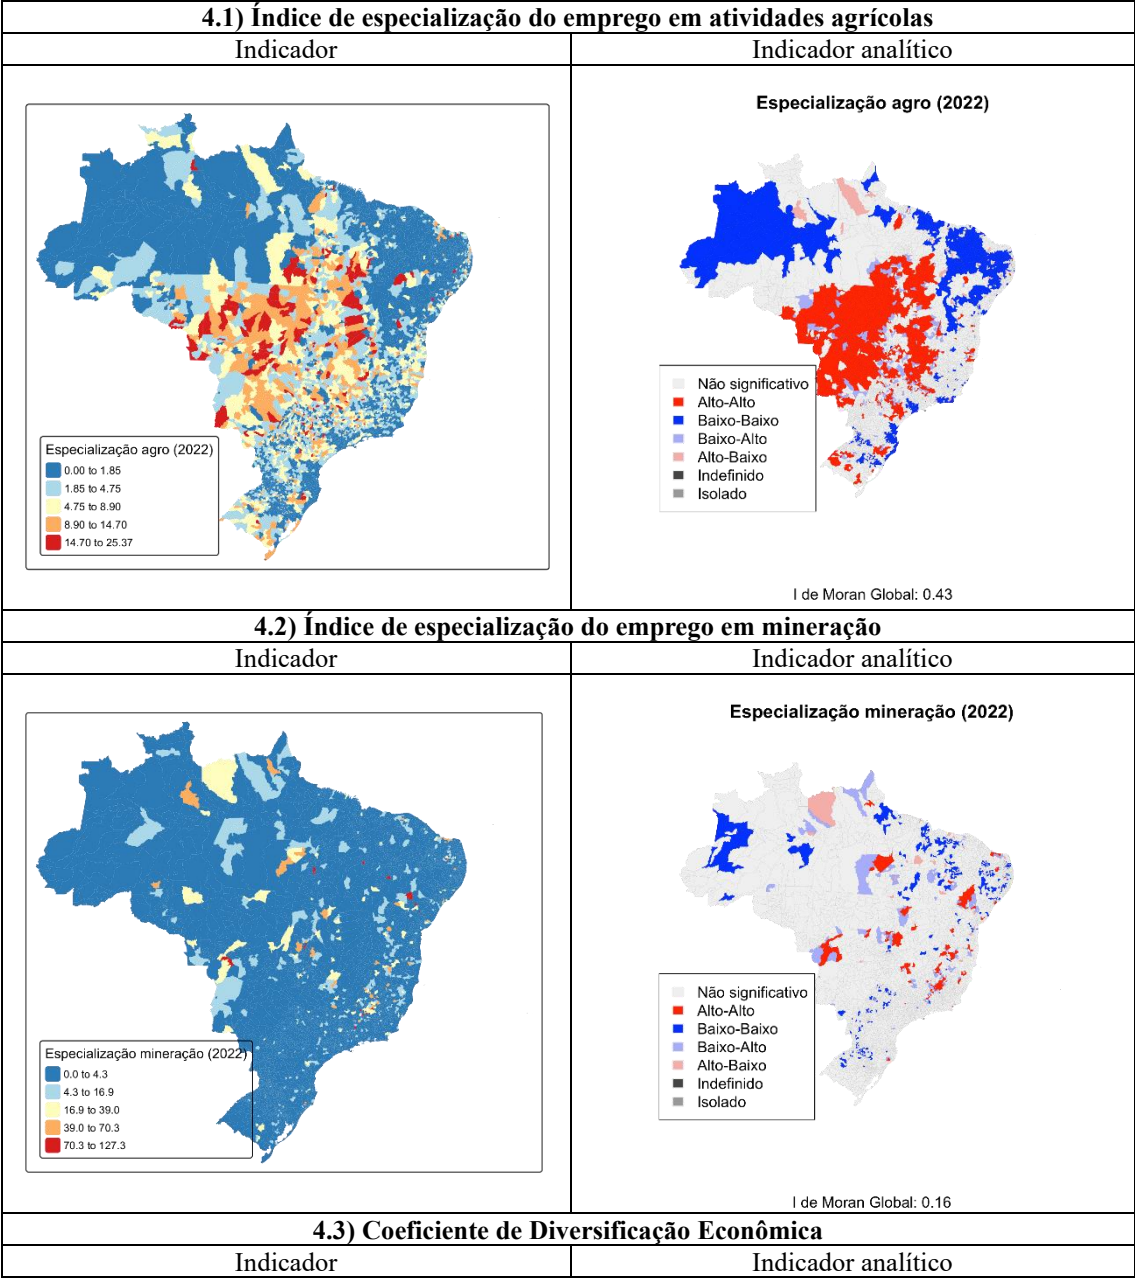 4.1) Índice de especialização do emprego em atividades agrícolas
Indicador
Indicador analítico
Especialização agro (2022)
0.00 to 1.85
1.85 to 4.75
4.75 to 8.90
8.90 to 14.70
14.70 to 25.37
Especialização agro (2022)
Não significativo
Alto-Alto
Baixo-Baixo
Baixo-Alto
Alto-Baixo
Indefinido
Isolado
I de Moran Global: 0.43
4.2) Índice de especialização do emprego em mineração
Indicador
Indicador analítico
Especialização mineração (2022)
0.0 to 4.3
4.3 to 16.9
16.9 to 39.0
39.0 to 70.3
70.3 to 127.3
Especialização mineração (2022)
Não significativo
Alto-Alto
Baixo-Baixo
Baixo-Alto
Alto-Baixo
Indefinido
Isolado
I de Moran Global: 0.16
4.3) Coeficiente de Diversificação Econômica
Indicador
Indicador analítico